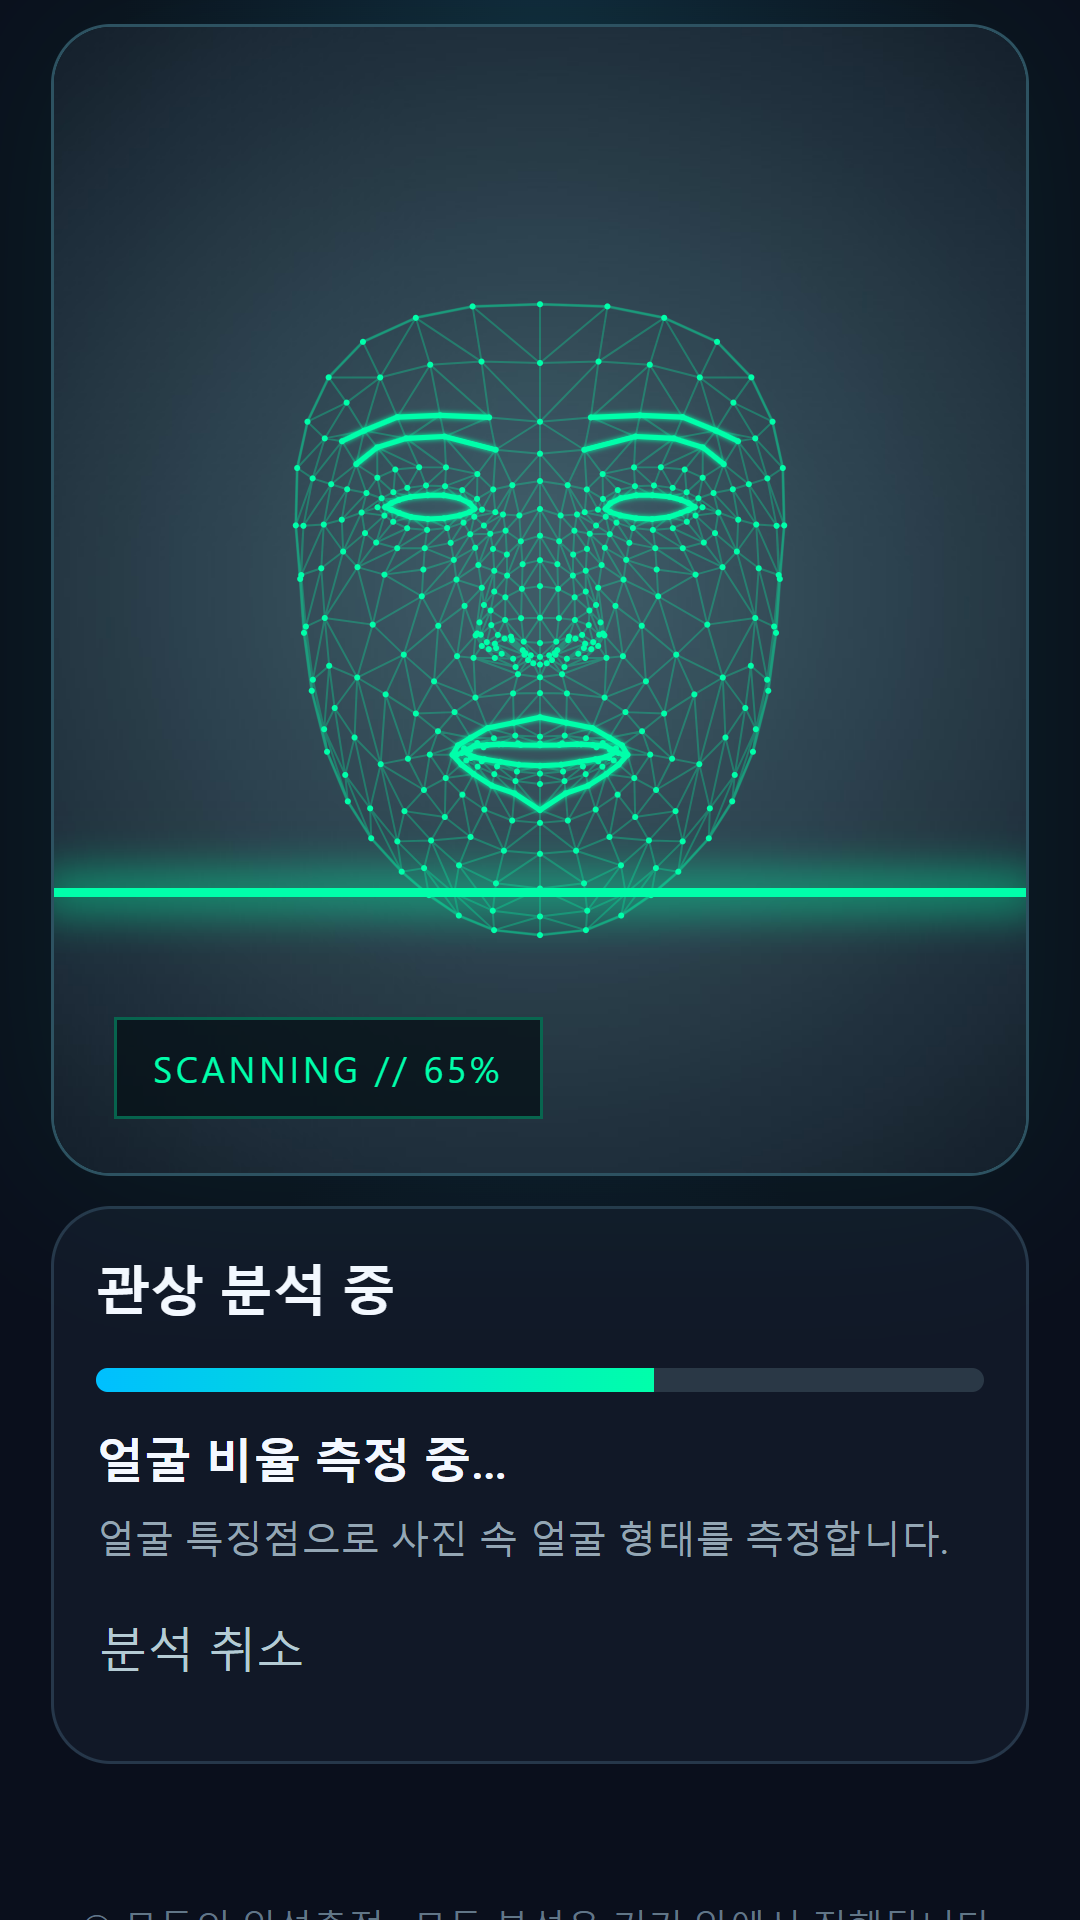 SCANNING // 65%
관상 분석 중
얼굴 비율 측정 중...
얼굴 특징점으로 사진 속 얼굴 형태를 측정합니다.
분석 취소